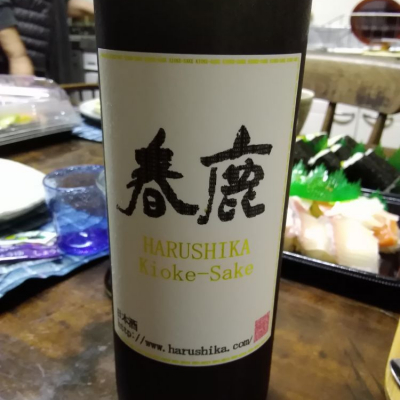 春鹿
HARUSHIKA
Kioke-Sake
日本酒
http://www.harushika.com/